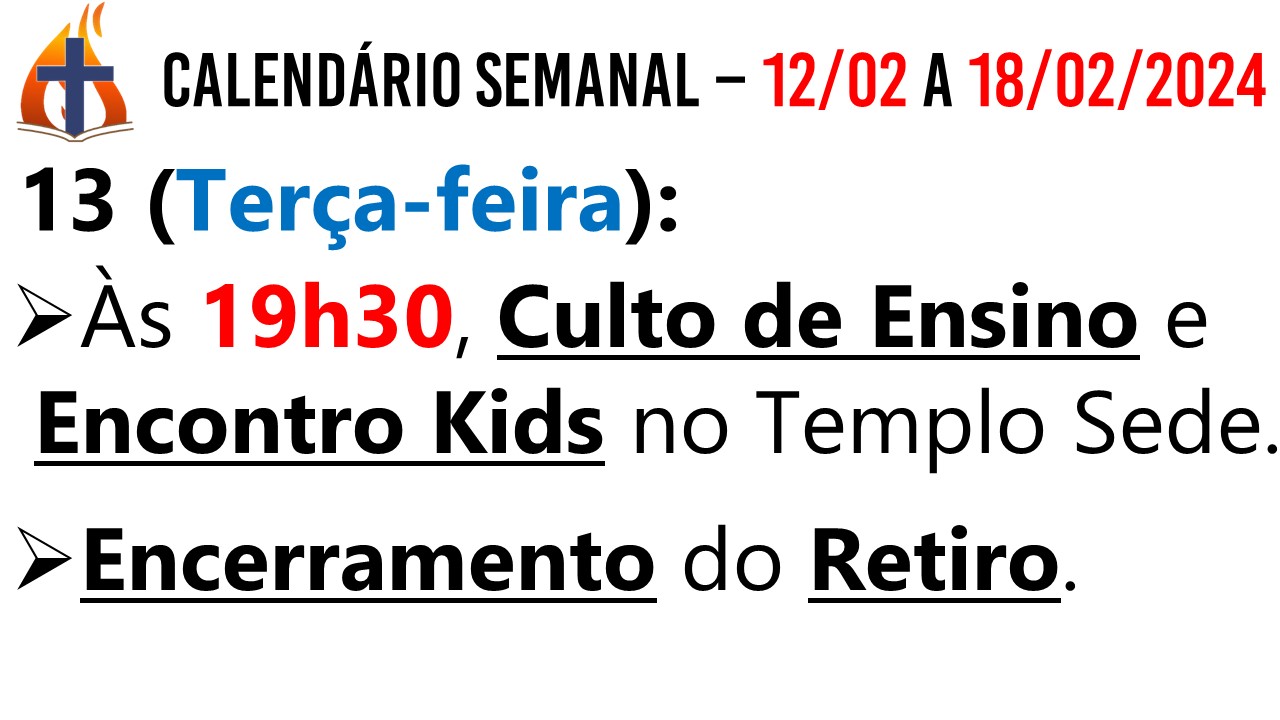 CALENDÁRIO SEMANAL – 12/02 A 18/02/2024
13 (Terça-feira):
➢Às 19h30, Culto de Ensino e
Encontro Kids no Templo Sede.
➢Encerramento do Retiro.